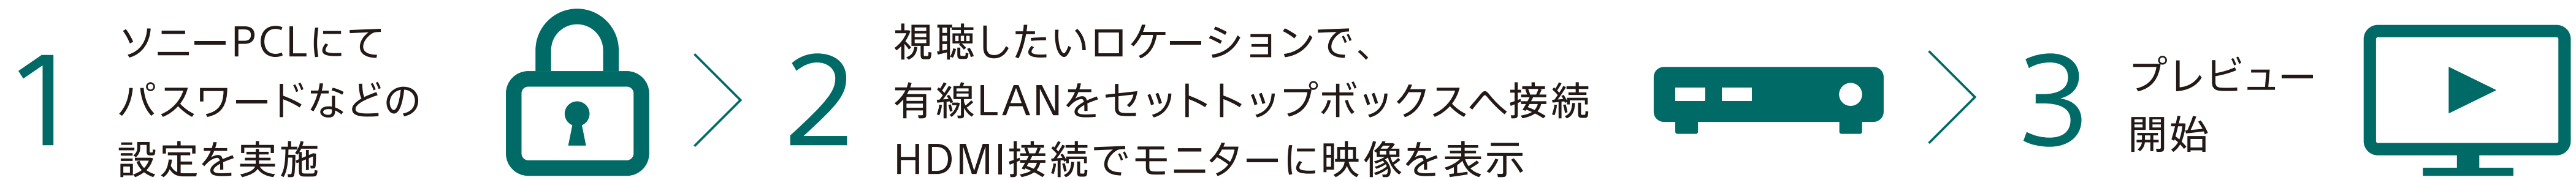 1
ソニーPCLにて
パスワードなどの
設定を実施
2
視聴したいロケーションで、
有線LANをセットトップボックスへ接続
HDMI接続でモニターに映像を表示
3
プレビュー
開始